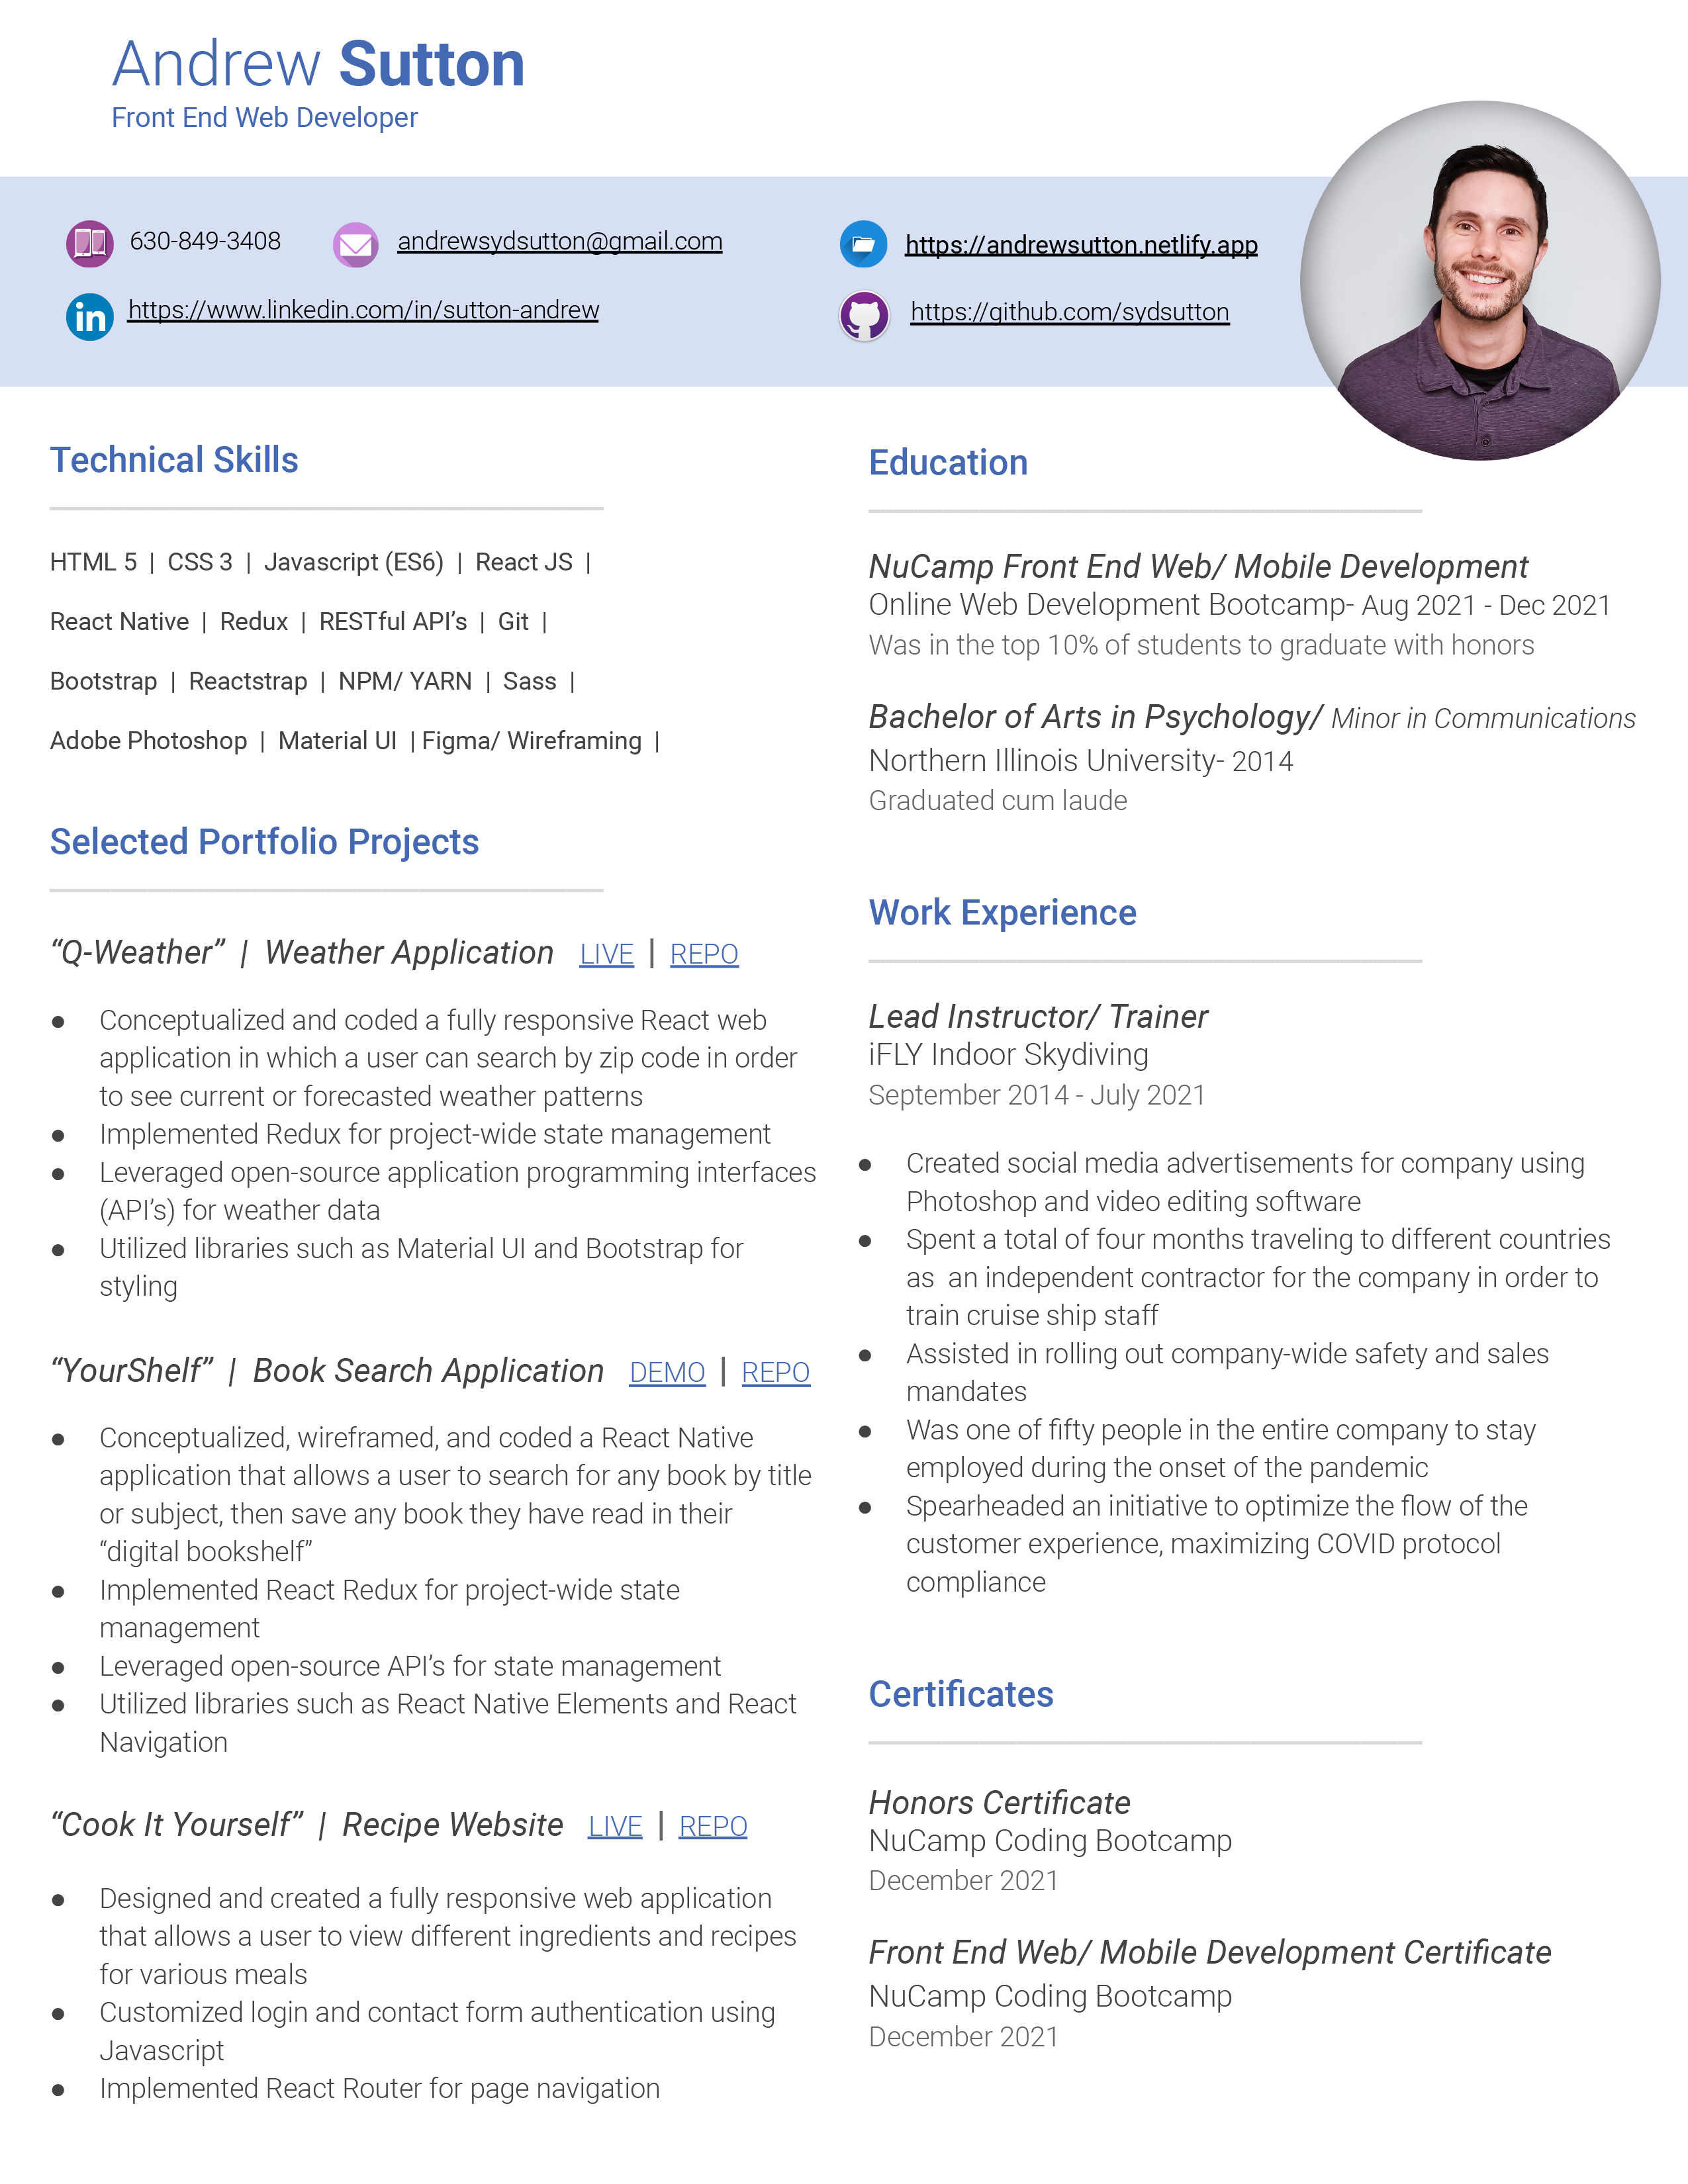 Andrew Sutton
Front End Web Developer
630-849-3408
andrewsydsutton@gmail.com
https://andrewsutton.netlify.app
https://www.linkedin.com/in/sutton-andrew
https://github.com/sydsutton
Technical Skills
HTML 5 | CSS 3 | Javascript (ES6) | React JS |
React Native | Redux | RESTful API’s | Git |
Bootstrap | Reactstrap | NPM/ YARN | Sass |
Adobe Photoshop | Material UI | Figma/ Wireframing |
Selected Portfolio Projects
“Q-Weather” | Weather Application LIVE | REPO
● Conceptualized and coded a fully responsive React web
application in which a user can search by zip code in order
to see current or forecasted weather patterns
● Implemented Redux for project-wide state management
● Leveraged open-source application programming interfaces
(API’s) for weather data
● Utilized libraries such as Material UI and Bootstrap for
styling
“YourShelf” | Book Search Application DEMO | REPO
● Conceptualized, wireframed, and coded a React Native
application that allows a user to search for any book by title
or subject, then save any book they have read in their
“digital bookshelf”
● Implemented React Redux for project-wide state
management
● Leveraged open-source API’s for state management
● Utilized libraries such as React Native Elements and React
Navigation
“Cook It Yourself” | Recipe Website LIVE | REPO
● Designed and created a fully responsive web application
that allows a user to view different ingredients and recipes
for various meals
● Customized login and contact form authentication using
Javascript
● Implemented React Router for page navigation
Education
NuCamp Front End Web/ Mobile Development
Online Web Development Bootcamp- Aug 2021 - Dec 2021
Was in the top 10% of students to graduate with honors
Bachelor of Arts in Psychology/ Minor in Communications
Northern Illinois University- 2014
Graduated cum laude
Work Experience
Lead Instructor/ Trainer
iFLY Indoor Skydiving
September 2014 - July 2021
● Created social media advertisements for company using
Photoshop and video editing software
● Spent a total of four months traveling to different countries
as an independent contractor for the company in order to
train cruise ship staff
● Assisted in rolling out company-wide safety and sales
mandates
● Was one of fifty people in the entire company to stay
employed during the onset of the pandemic
● Spearheaded an initiative to optimize the flow of the
customer experience, maximizing COVID protocol
compliance
Certificates
Honors Certificate
NuCamp Coding Bootcamp
December 2021
Front End Web/ Mobile Development Certificate
NuCamp Coding Bootcamp
December 2021